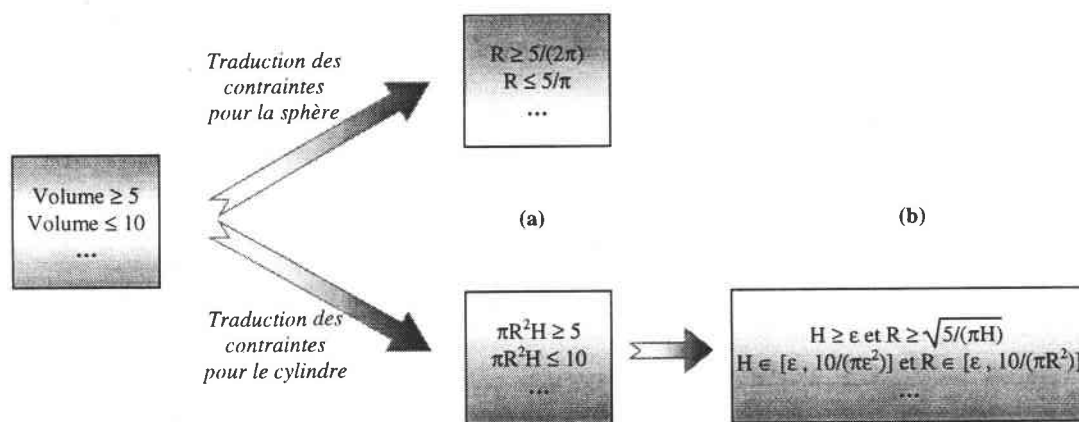 Traduction des
contraintes
pour la sphère
R ≥ 5/(2π)
R ≤ 5/π
...
Volume ≥ 5
Volume ≤ 10
...
(a)
(b)
Traduction des
contraintes
pour le cylindre
πR²H ≥ 5
πR²H ≤ 10
...
H ≥ ε et R ≥ √5/(πH)
H ∈ [ε , 10/(πε²)] et R ∈ [ε , 10/(πR²)]
...